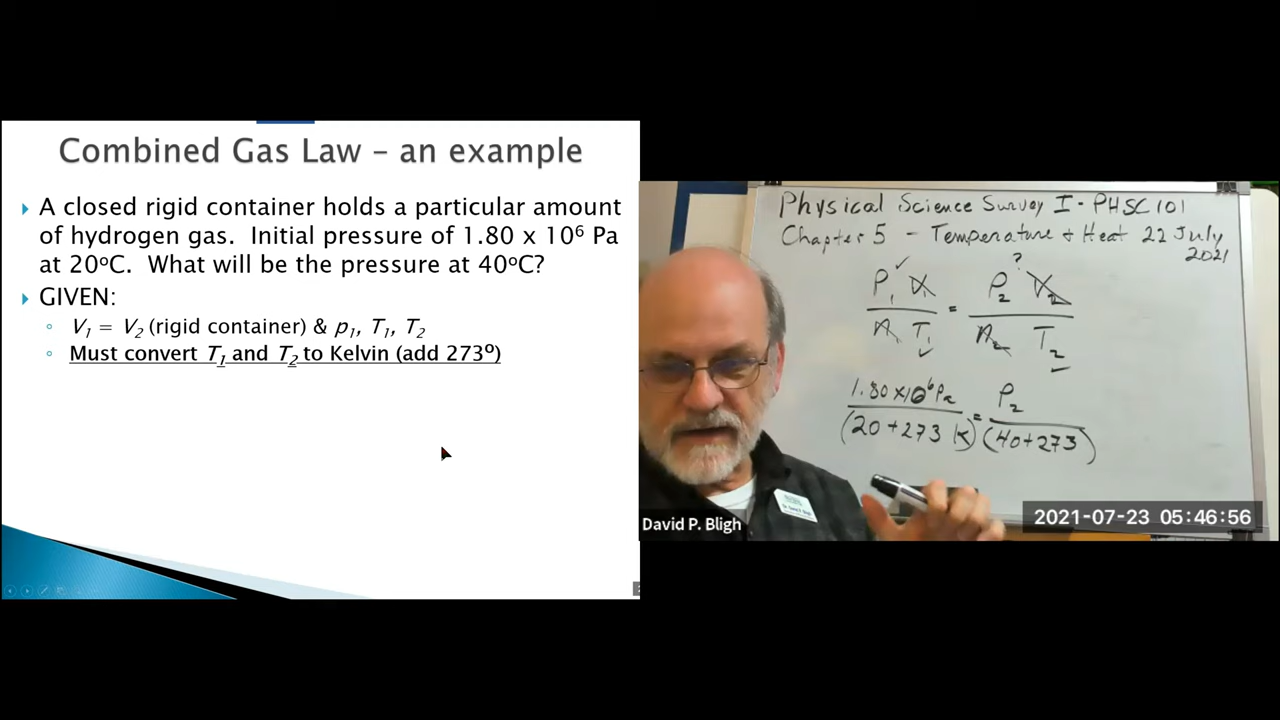 Combined Gas Law – an example
A closed rigid container holds a particular amount
of hydrogen gas. Initial pressure of 1.80 x 10⁶ Pa
at 20ºC. What will be the pressure at 40ºC?
GIVEN:
V₁ = V₂ (rigid container) & p₁, T₁, T₂
Must convert T₁ and T₂ to Kelvin (add 273º)
Physical Science Survey I - PHSC 101
Chapter 5 - Temperature + Heat 22 July
2021
?
P₁ V₁ = P₂ V₂
n₁ T₁ n₂ T₂
1.80 x 10⁶ Pa = P₂
(20 + 273 K) (40 + 273)
David P. Bligh
2021-07-23 05:46:56